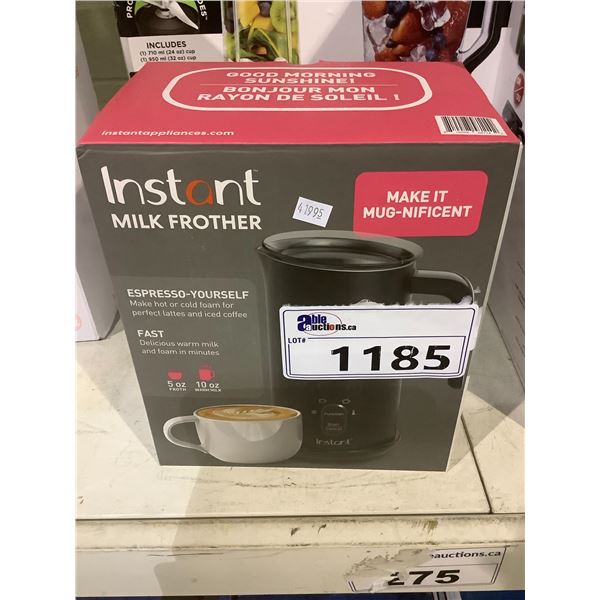 PRO
INCLUDES
(1) 710 ml (24 oz) cup
(1) 950 ml (32 oz) cup
GOOD MORNING
SUNSHINE!
BONJOUR MON
RAYON DE SOLEIL !
instantappliances.com
Instant
MILK FROTHER
41995
MAKE IT
MUG-NIFICENT
ESPRESSO-YOURSELF
Make hot or cold foam for
perfect lattes and iced coffee
FAST
Delicious warm milk
and foam in minutes
5 oz 10 oz
FROTH WARM MILK
able
auctions.ca
LOT#
1185
Function
Instant
eauctions.ca
275